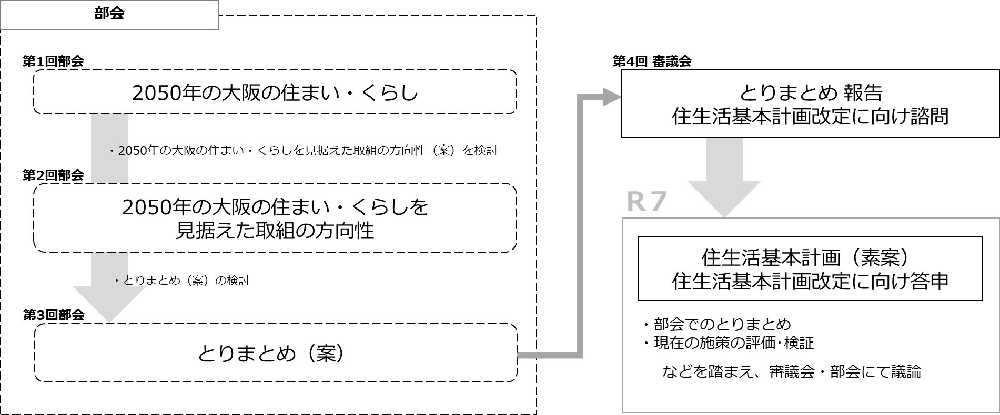 部会
第1回部会
2050年の大阪の住まい・くらし
・2050年の大阪の住まい・くらしを見据えた取組の方向性（案）を検討
第2回部会
2050年の大阪の住まい・くらしを
見据えた取組の方向性
・とりまとめ（案）の検討
第3回部会
とりまとめ（案）
第4回 審議会
とりまとめ 報告
住生活基本計画改定に向け諮問
Ｒ７
住生活基本計画（素案）
住生活基本計画改定に向け答申
・部会でのとりまとめ
・現在の施策の評価･検証
などを踏まえ、審議会・部会にて議論